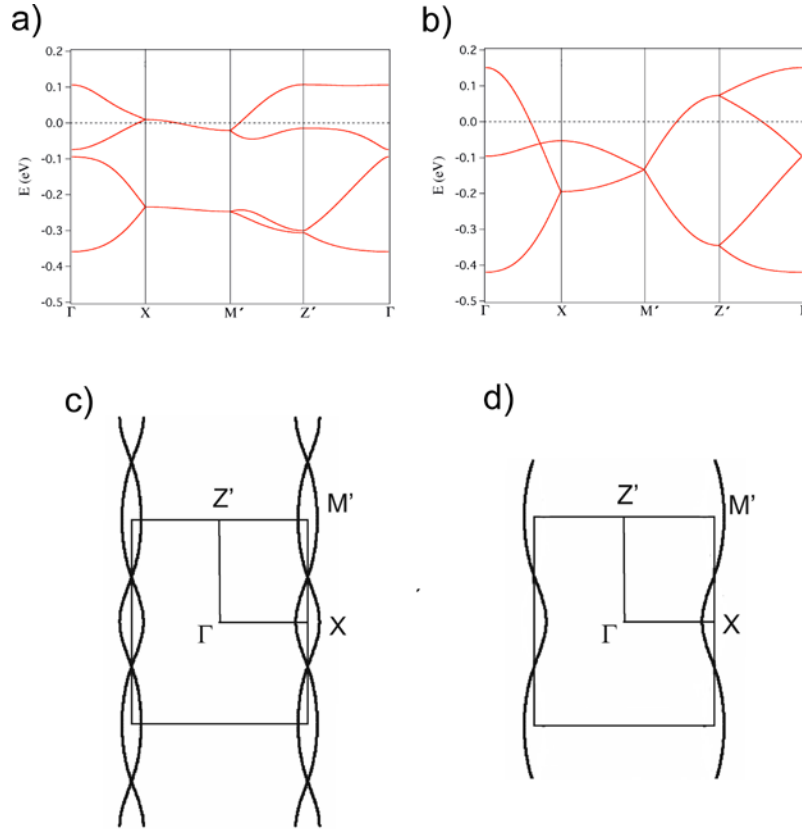 a)
b)
0.2
0.1
0.0
-0.1
-0.2
-0.3
-0.4
-0.5
E (eV)
Γ X M′ Z′ Γ
0.2
0.1
0.0
-0.1
-0.2
-0.3
-0.4
-0.5
E (eV)
Γ X M′ Z′
c)
d)
Z'
M'
Γ
X
Z'
M'
Γ
X